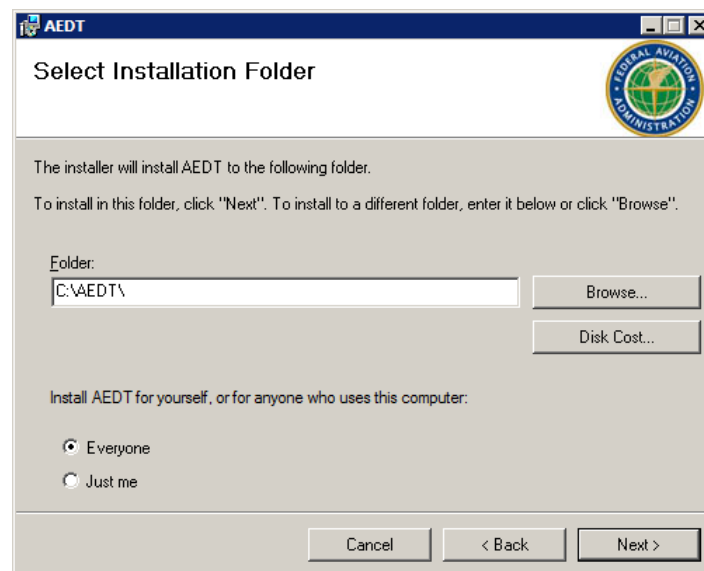 AEDT
Select Installation Folder
FEDERAL AVIATION
ADMINISTRATION
The installer will install AEDT to the following folder.
To install in this folder, click "Next". To install to a different folder, enter it below or click "Browse".
Folder:
C:\AEDT\
Browse...
Disk Cost...
Install AEDT for yourself, or for anyone who uses this computer:
Everyone
Just me
Cancel
< Back
Next >